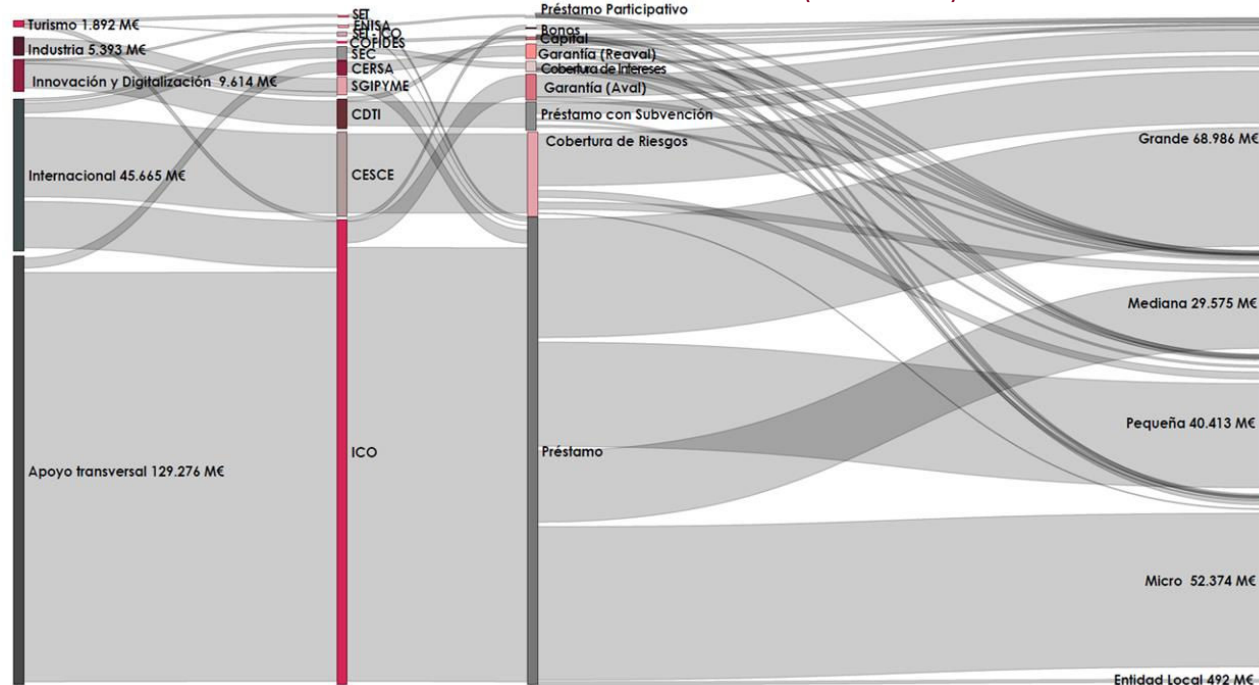 Turismo 1.892 M€
Industria 5.393 M€
Innovación y Digitalización 9.614 M€
Internacional 45.665 M€
Apoyo transversal 129.276 M€
SET
ENISA
SET - ICO
COFIDES
SEC
CERSA
SGIPYME
CDTI
CESCE
ICO
Préstamo Participativo
Bonos
Capital
Garantía (Reaval)
Cobertura de Intereses
Garantía (Aval)
Préstamo con Subvención
Cobertura de Riesgos
Préstamo
Grande 68.986 M€
Mediana 29.575 M€
Pequeña 40.413 M€
Micro 52.374 M€
Entidad Local 492 M€